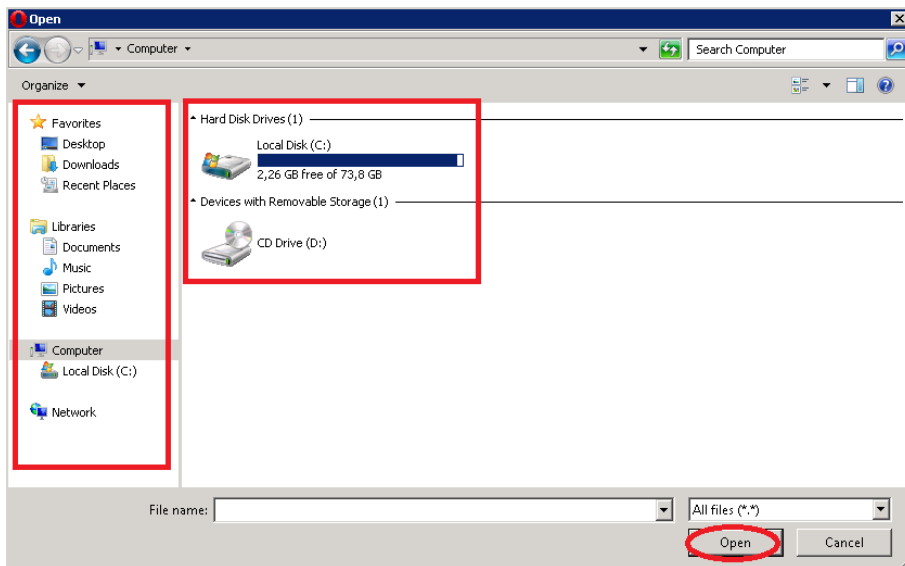 Open
Computer
Search Computer
Organize
Favorites
Desktop
Downloads
Recent Places
Libraries
Documents
Music
Pictures
Videos
Computer
Local Disk (C:)
Network
Hard Disk Drives (1)
Local Disk (C:)
2,26 GB free of 73,8 GB
Devices with Removable Storage (1)
CD Drive (D:)
File name:
All files (*.*)
Open Cancel